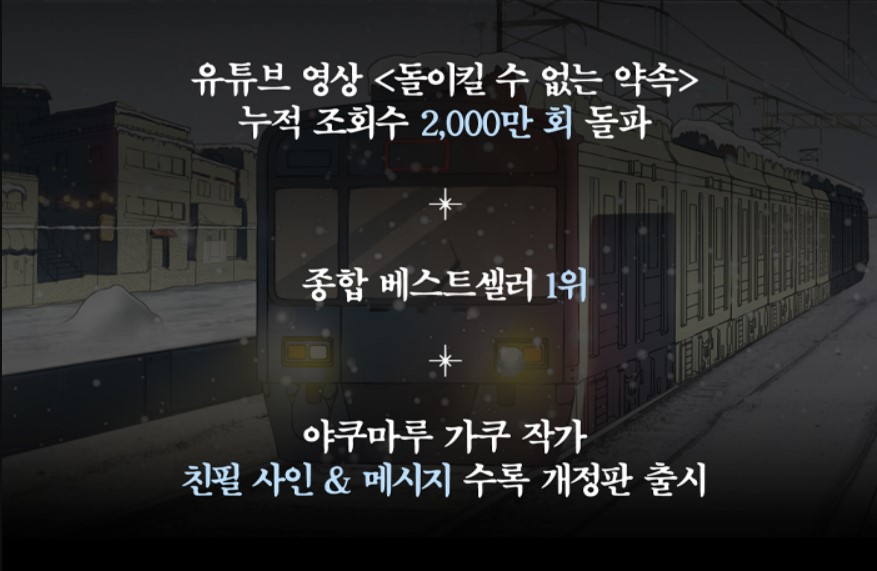 유튜브 영상 <돌이킬 수 없는 약속>
누적 조회수 2,000만 회 돌파
종합 베스트셀러 1위
야쿠마루 가쿠 작가
친필 사인 & 메시지 수록 개정판 출시